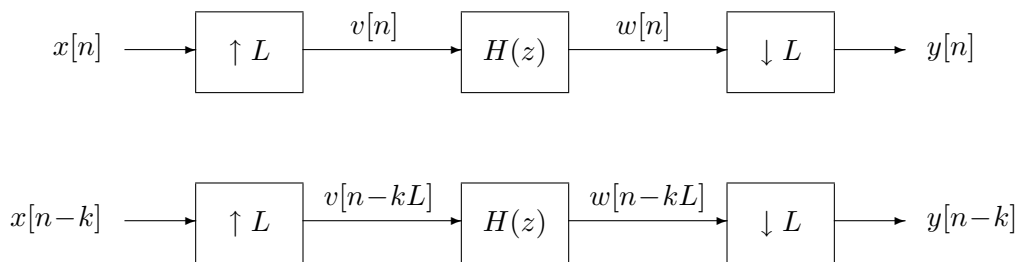 x[n] ↑ L v[n] H(z) w[n] ↓ L y[n]
x[n−k] ↑ L v[n−kL] H(z) w[n−kL] ↓ L y[n−k]